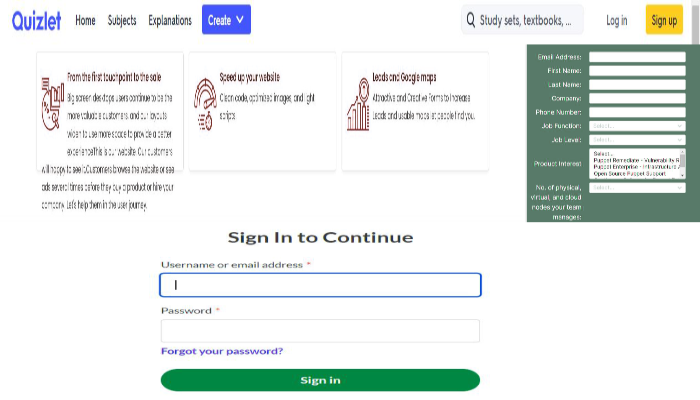 Quizlet
Home Subjects Explanations Create
Study sets, textbooks, ...
Log in Sign up
From the first touchpoint to the sale
Big screen desktops users continue to be the
more valuable customers, and our layouts
widen to use more space to provide a better
experienceThis is our website. Our customers
will happy to see it.Customers browse the website or see
ads several times before they buy a product or hire your
company. Let's help them in the user journey.
Speed up your website
Clean code, optimized images, and light
scripts
Leads and Google maps
Attractive and Creative Forms to Increase
Leads and usable maps let people find you.
Email Address:
First Name:
Last Name:
Company:
Phone Number:
Job Function: Select...
Job Level: Select...
Product Interest
Select...
Puppet Remediate - Vulnerability R
Puppet Enterprise - Infrastructure A
Open Source Puppet Support
No. of physical, Select...
virtual, and cloud
nodes your team
manages:
Sign In to Continue
Username or email address *
Password *
Forgot your password?
Sign in